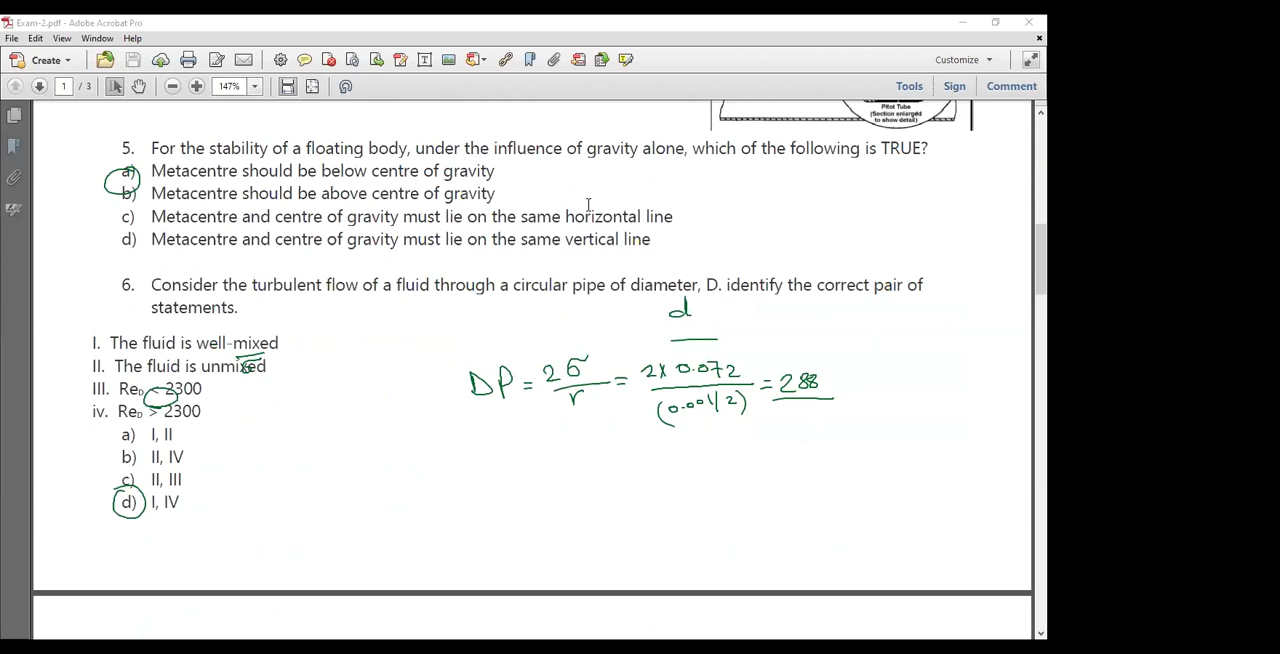 Exam-2.pdf - Adobe Acrobat Pro
File Edit View Window Help
Create Customize
1 / 3 147% Tools Sign Comment
Pitot Tube
(Section enlarged
to show detail)
5. For the stability of a floating body, under the influence of gravity alone, which of the following is TRUE?
a) Metacentre should be below centre of gravity
b) Metacentre should be above centre of gravity
c) Metacentre and centre of gravity must lie on the same horizontal line
d) Metacentre and centre of gravity must lie on the same vertical line
6. Consider the turbulent flow of a fluid through a circular pipe of diameter, D. identify the correct pair of
statements.
d
I. The fluid is well-mixed
II. The fluid is unmixed
III. ReD < 2300
iv. ReD > 2300
DP = 2σ/r = 2x 0.072/(0.001/2) = 288
a) I, II
b) II, IV
c) II, III
d) I, IV